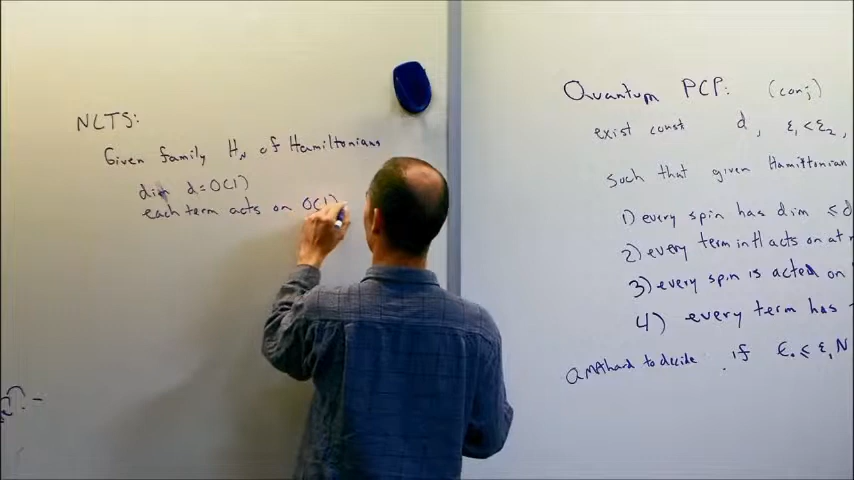 NLTS:
Given family H_N of Hamiltonians
dim d=O(1)
each term acts on O(1)
Quantum PCP: (conj)
exist const d, ε₁<ε₂,
such that given Hamiltonian
1) every spin has dim ≤d
2) every term in H acts on at
3) every spin is acted on
4) every term has
QMA hard to decide if E₀ ≤ ε₁N